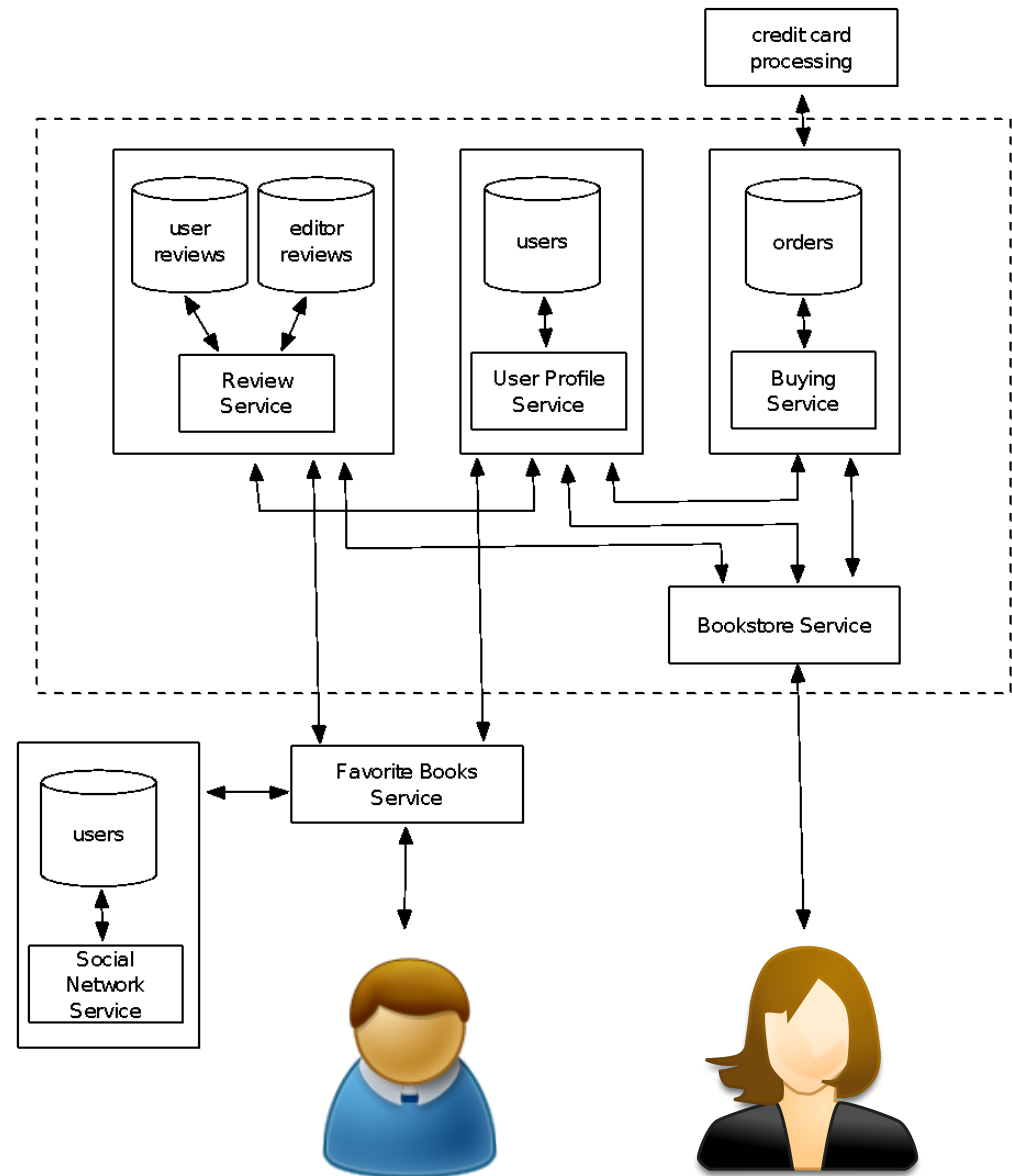 credit card
processing
user
reviews
editor
reviews
users
orders
Review
Service
User Profile
Service
Buying
Service
Bookstore Service
Favorite Books
Service
users
Social
Network
Service